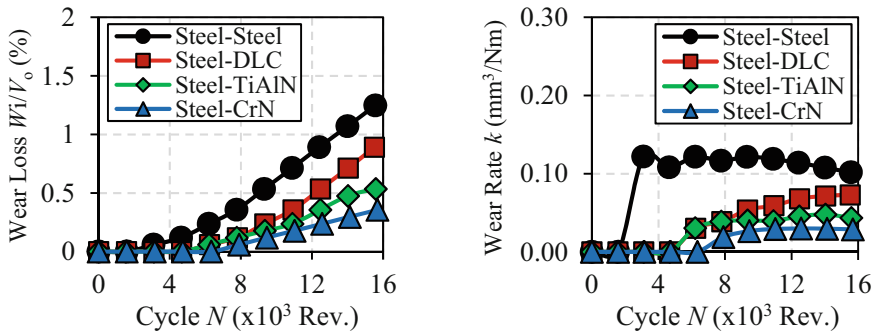 Wear Loss Wi/Vo (%)
2
1.5
1
0.5
0
Steel-Steel
Steel-DLC
Steel-TiAlN
Steel-CrN
0 4 8 12 16
Cycle N (x10³ Rev.)
Wear Rate k (mm³/Nm)
0.30
0.20
0.10
0.00
Steel-Steel
Steel-DLC
Steel-TiAlN
Steel-CrN
0 4 8 12 16
Cycle N (x10³ Rev.)